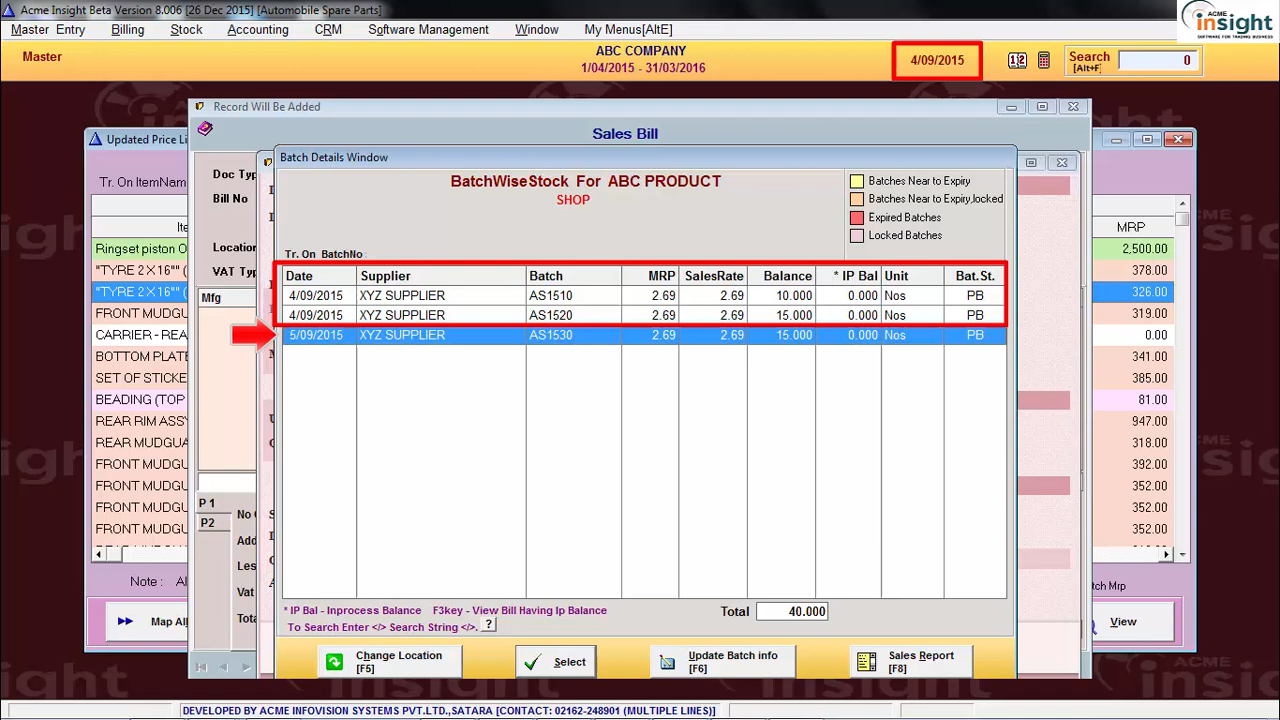 Acme Insight Beta Version 8.006 [26 Dec 2015] [Automobile Spare Parts]
ACME
insight
SOFTWARE FOR TRADING BUSINESS
Master Entry Billing Stock Accounting CRM Software Management Window My Menus[AltE]
Master
ABC COMPANY
1/04/2015 - 31/03/2016
4/09/2015
12
Search
[Alt+F]
0
Record Will Be Added
Sales Bill
Updated Price Li
Batch Details Window
Tr. On ItemNam
Doc Typ
Bill No
Location
VAT Typ
Mfg
BatchWiseStock For ABC PRODUCT
SHOP
Batches Near to Expiry
Batches Near to Expiry,locked
Expired Batches
Locked Batches
Tr. On BatchNo
Date Supplier Batch MRP SalesRate Balance * IP Bal Unit Bat.St.
4/09/2015 XYZ SUPPLIER AS1510 2.69 2.69 10.000 0.000 Nos PB
4/09/2015 XYZ SUPPLIER AS1520 2.69 2.69 15.000 0.000 Nos PB
5/09/2015 XYZ SUPPLIER AS1530 2.69 2.69 15.000 0.000 Nos PB
Ite
Ringset piston O
"TYRE 2 X 16"" (
"TYRE 2 X 16"" (
FRONT MUDGU
CARRIER - REA
BOTTOM PLATE
SET OF STICKE
BEADING (TOP
REAR RIM ASSY
REAR MUDGUA
FRONT MUDGU
FRONT MUDGU
FRONT MUDGU
FRONT MUDGU
MRP
2,500.00
378.00
326.00
319.00
0.00
341.00
385.00
81.00
947.00
318.00
392.00
352.00
352.00
352.00
P 1
P2
Add
Les
Vat
Tota
Note : Al
tch Mrp
* IP Bal - Inprocess Balance F3key - View Bill Having Ip Balance
To Search Enter </> Search String </>. ?
Total 40.000
Map Al
View
Change Location
[F5]
Select
Update Batch info
[F6]
Sales Report
[F8]
DEVELOPED BY ACME INFOVISION SYSTEMS PVT.LTD.,SATARA [CONTACT: 02162-248901 (MULTIPLE LINES)]